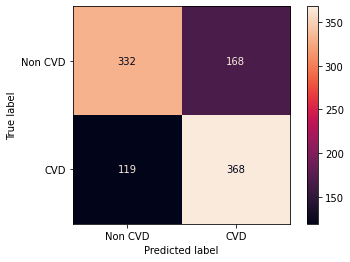 350
Non CVD 332 168
300
True label
250
200
CVD 119 368
150
Non CVD CVD
Predicted label